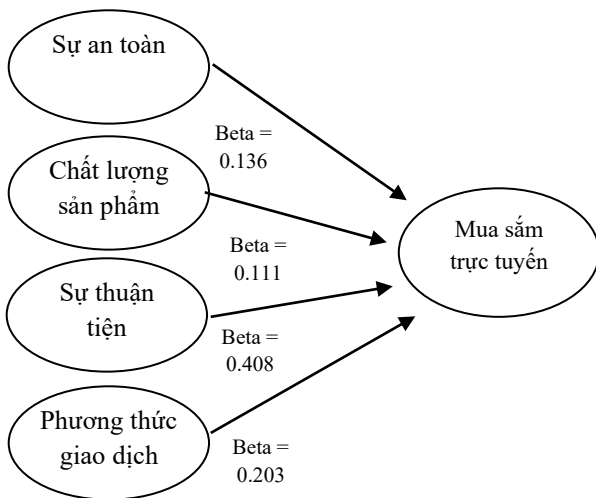 Sự an toàn
Beta =
0.136
Chất lượng
sản phẩm
Mua sắm
trực tuyến
Beta =
0.111
Sự thuận
tiện
Beta =
0.408
Phương thức
giao dịch
Beta =
0.203